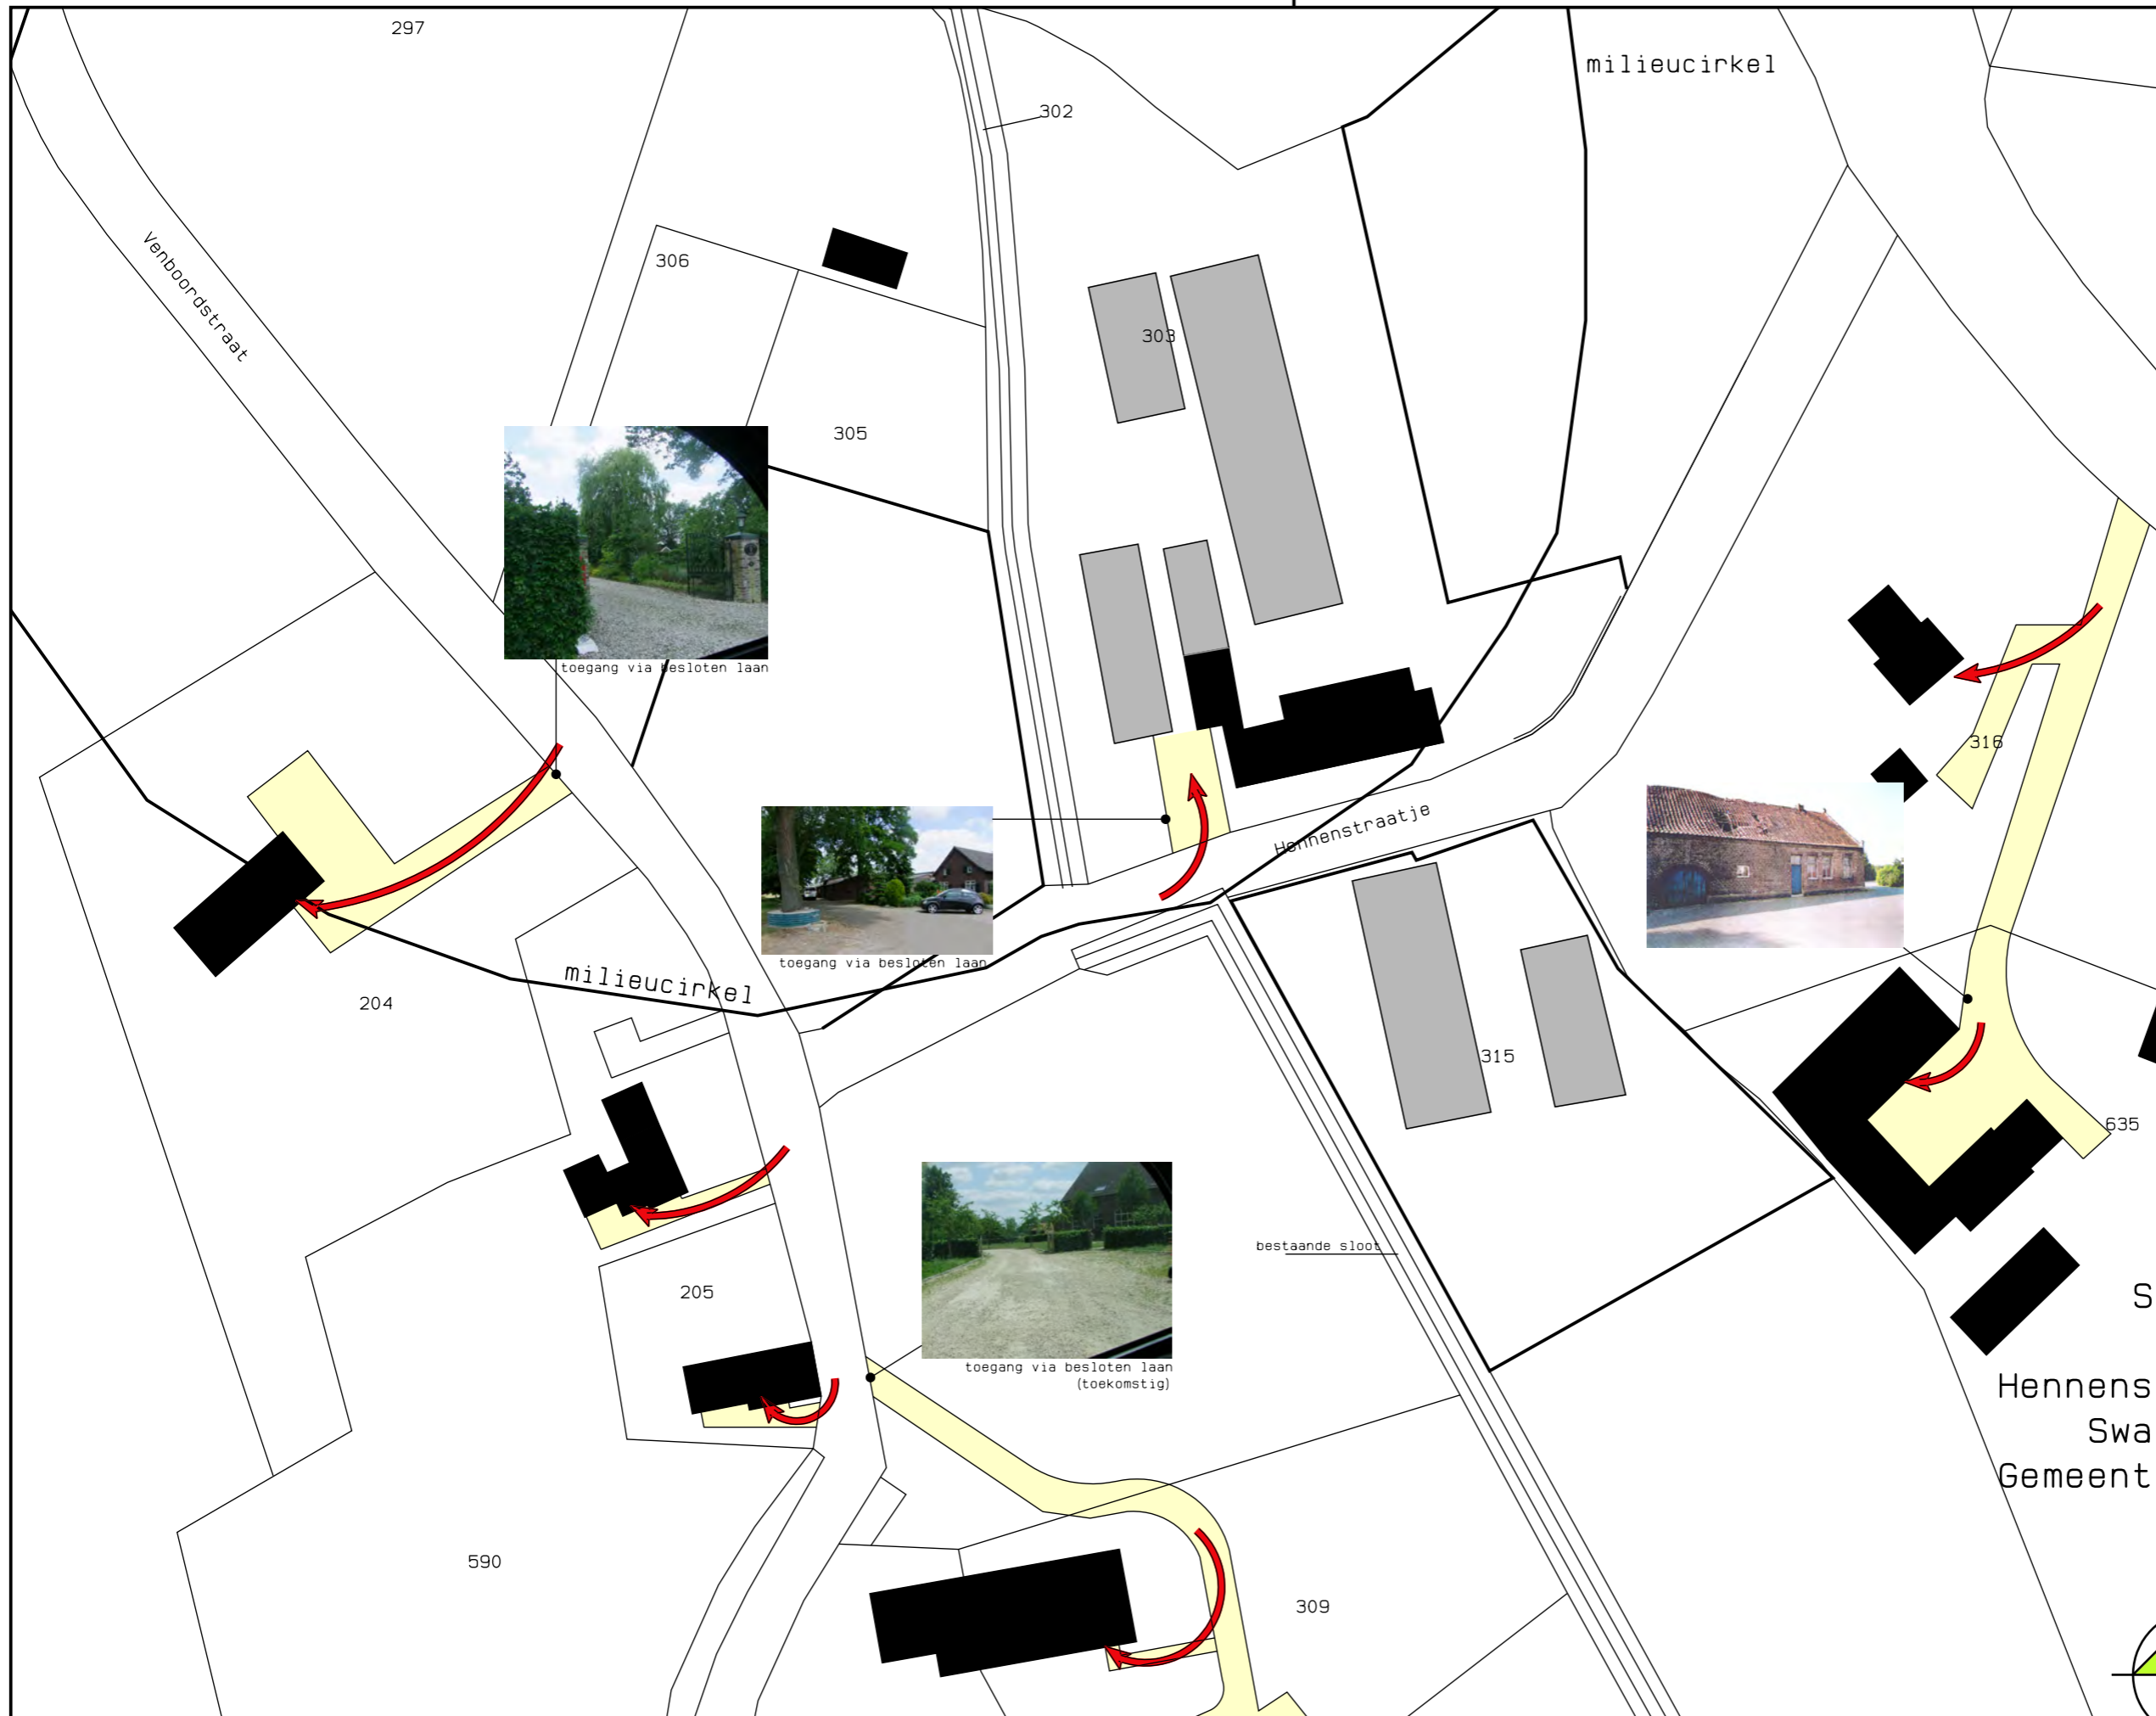 297
milieucirkel
302
Venboordstraat
306
303
305
toegang via besloten laan
316
Hennenstraatje
toegang via besloten laan
milieucirkel
204
315
635
bestaande sloot
205
S
toegang via besloten laan
(toekomstig)
Hennens
Swa
Gemeent
590
309